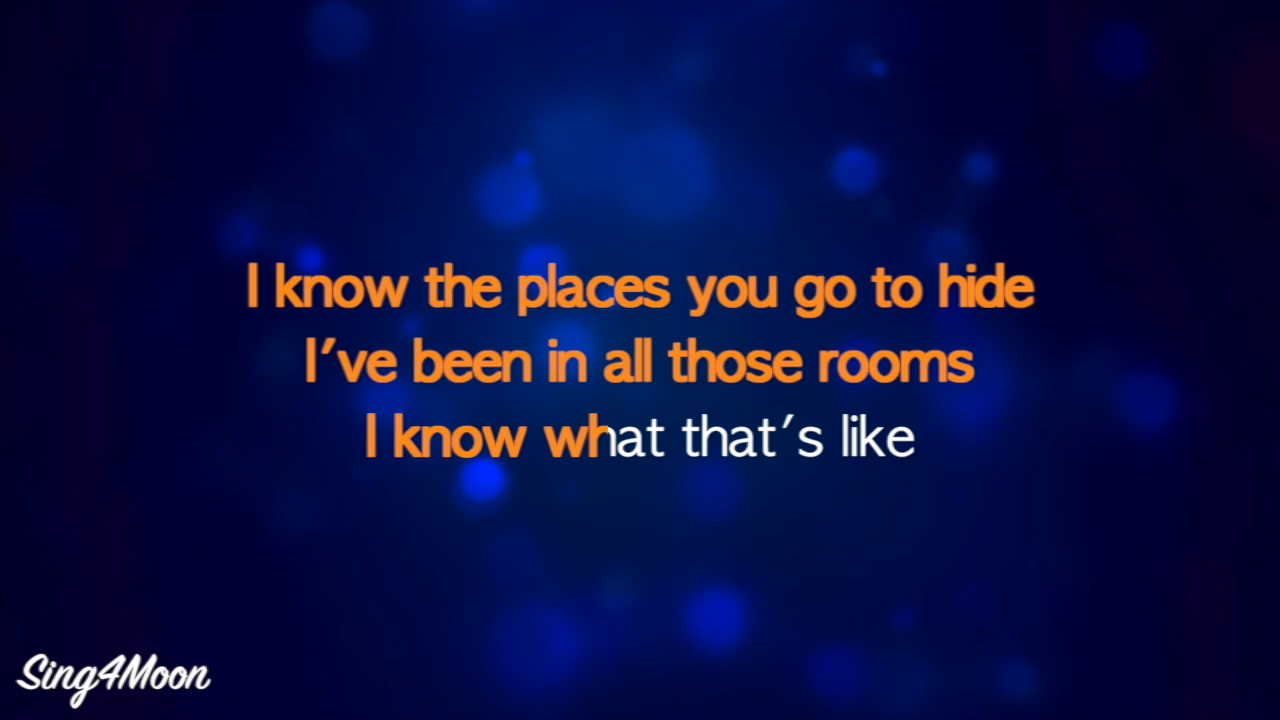 I know the places you go to hide
I've been in all those rooms
I know what that's like
Sing4Moon